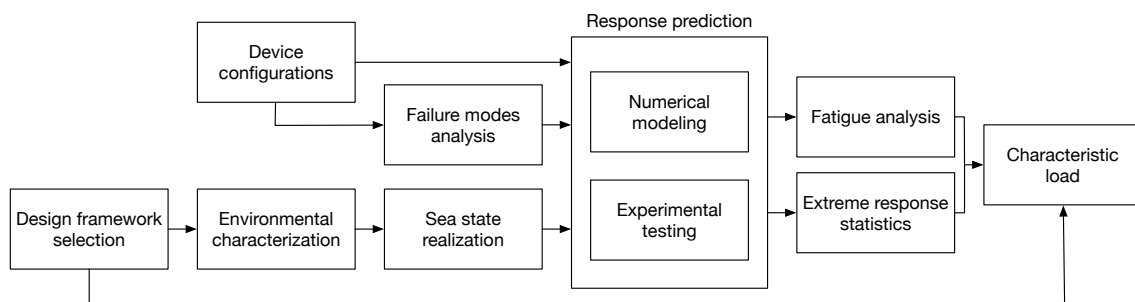 Response prediction
Device
configurations
Failure modes
analysis
Numerical
modeling
Fatigue analysis
Characteristic
load
Design framework
selection
Environmental
characterization
Sea state
realization
Experimental
testing
Extreme response
statistics